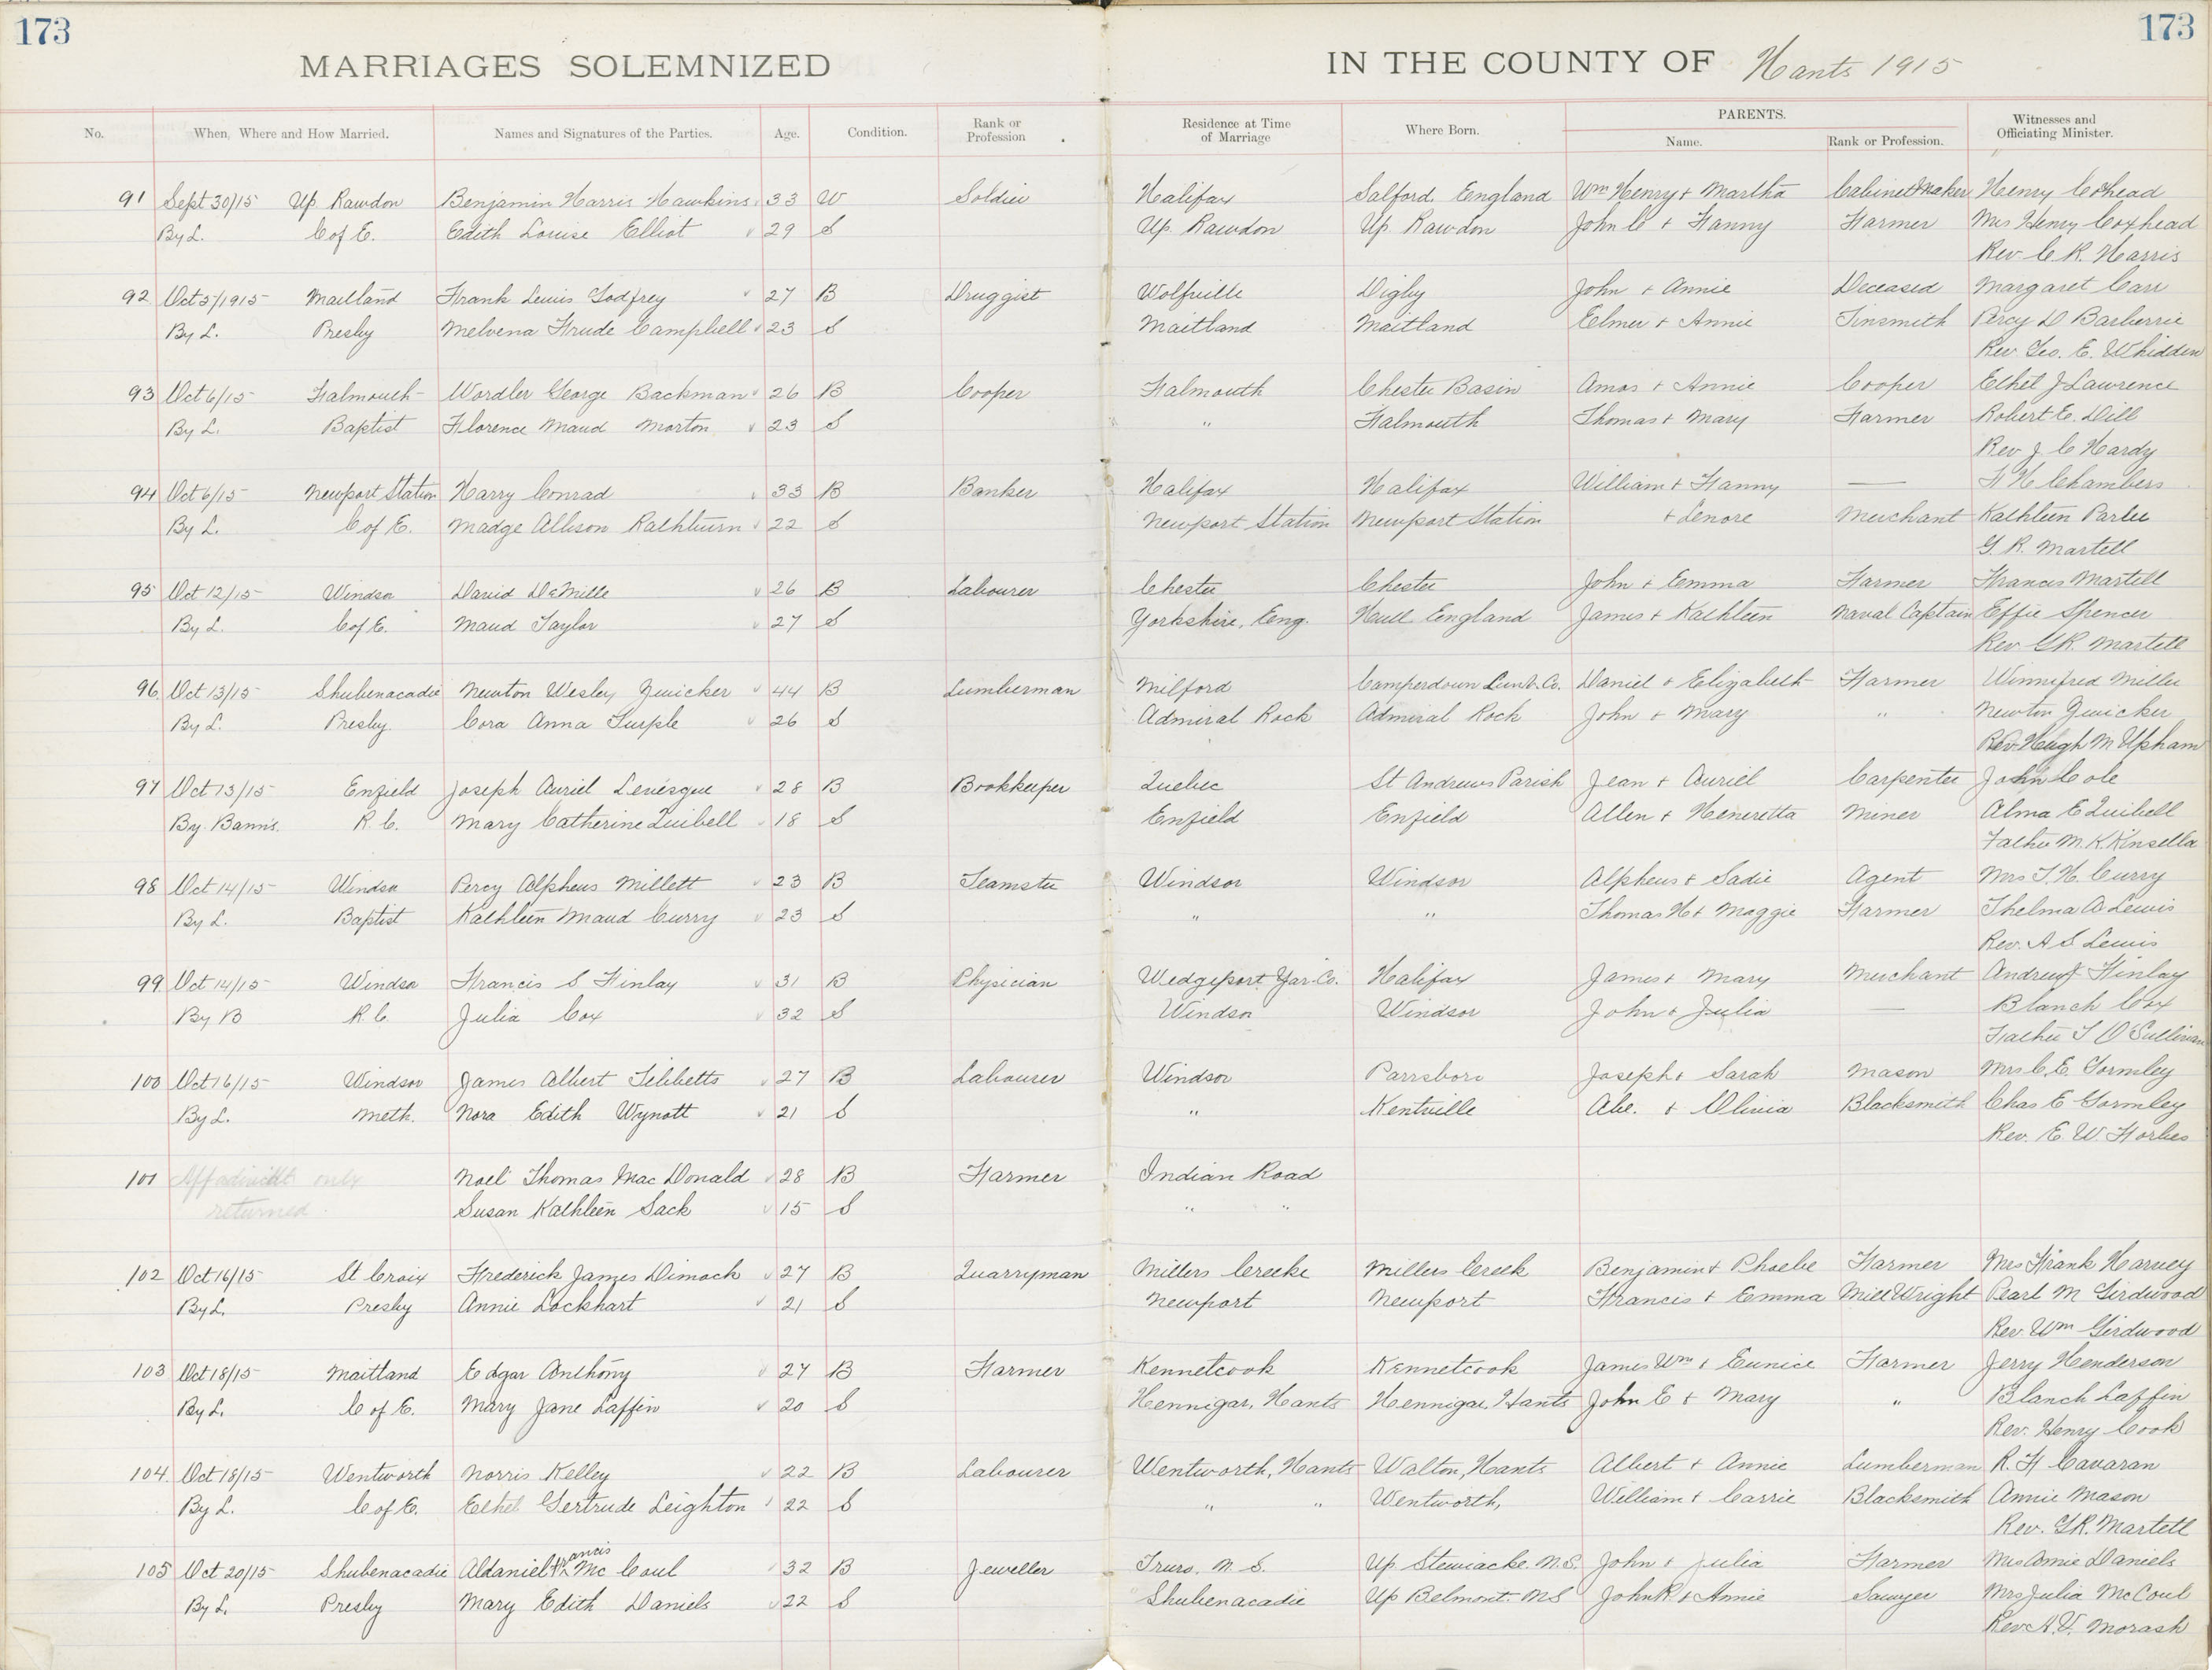 173
173
MARRIAGES SOLEMNIZED
IN THE COUNTY OF Hants 1915
No. When, Where and How Married. Names and Signatures of the Parties. Age. Condition. Rank or Profession Residence at Time of Marriage Where Born. PARENTS. Name. Rank or Profession. Witnesses and Officiating Minister.
91 Sept 30/15 Up Rawdon Benjamin Harris Hawkins 33 W Soldier Halifax Salford, England Wm Henry + Martha Cabinet Maker Henry Coxhead
By L. C of E. Edith Louise Elliot 29 S Up. Rawdon Up. Rawdon John C + Fanny Farmer Mrs Henry Coxhead
Rev. C. R. Harris
92 Oct 5/1915 Maitland Frank Lewis Godfrey 27 B Druggist Wolfville Digby John + Annie Deceased Margaret Carr
By L. Presby Melvena Trude Campbell 23 S Maitland Maitland Elmer + Annie Tinsmith Percy D Barberrie
Rev Geo. E. Whidden
93 Oct 6/15 Falmouth Wordler George Backman 26 B Cooper Falmouth Chester Basin Amos + Annie Cooper Ethel J Lawrence
By L. Baptist Florence Maud Morton 23 S " Falmouth Thomas + Mary Farmer Robert E. Dill
Rev J C Hardy
94 Oct 6/15 Newport Station Harry Conrad 33 B Banker Halifax Halifax William + Fanny — F H Chambers
By L. C of E. Madge Allison Rathburn 22 S Newport Station Newport Station + Lenore Merchant Kathleen Parlee
G. R. Martell
95 Oct 12/15 Windsor David DeMille 26 B Labourer Chester Chester John + Emma Farmer Francis Martell
By L. C of E. Maud Taylor 27 S Yorkshire, Eng. Hull England James + Kathleen Naval Captain Effie Spencer
Rev. G R. Martell
96. Oct 13/15 Shubenacadie Newton Wesley Zwicker 44 B Lumberman Milford Camperdown Lunb. Co. Daniel + Elizabeth Farmer Winnifred Miller
By L. Presby. Cora Anna Turple 26 S Admiral Rock Admiral Rock John + Mary " Newton Zwicker
Rev. Hugh M Upham
97 Oct 13/15 Enfield Joseph Auriel Levesque 28 B Bookkeeper Quebec St Andrews Parish Jean + Auriel Carpenter John Cole
By Banns. R. C. Mary Catherine Quibell 18 S Enfield Enfield Allen + Heneretta Miner Alma E Quibell
Father M. K. Kinsella
98 Oct 14/15 Windsor Percy Alpheus Millett 23 B Teamster Windsor Windsor Alpheus + Sadie Agent Mrs T. H. Curry
By L. Baptist Kathleen Maud Curry 23 S " " Thomas H + Maggie Farmer Thelma A Lewis
Rev. A S Lewis
99 Oct 14/15 Windsor Francis S Finlay 31 B Physician Wedgeport Yar. Co. Halifax James + Mary Merchant Andrew J Finlay
By B R. C. Julia Cox 32 S Windsor Windsor John + Julia — Blanch Cox
Father T O'Sullivan
100 Oct 16/15 Windsor James Albert Tebbetts 27 B Labourer Windsor Parrsboro Joseph + Sarah Mason Mrs C. E. Gormley
By L. Meth. Nora Edith Wynott 21 S " Kentville Abe. + Olivia Blacksmith Chas E Gormley
Rev. E. W. Forbes
101 Affadivitt only Noel Thomas MacDonald 28 B Farmer Indian Road
returned. Susan Kathleen Sack 15 S " "
102 Oct 16/15 St Croix Frederick James Dimock 27 B Quarryman Millers Creeke Millers Creek Benjamin + Phoebe Farmer Mrs Frank Harvey
By L. Presby Annie Lockhart 21 S Newport Newport Francis + Emma MillWright Pearl M Girdwood
Rev. Wm Girdwood
103 Oct 18/15 Maitland Edgar Anthony 27 B Farmer Kennetcook Kennetcook James Wm + Eunice Farmer Jerry Henderson
By L. C of E. Mary Jane Laffin 20 S Hennigar, Hants Hennigar, Hants John E + Mary " Blanch Laffin
Rev. Henry Cook
104. Oct 18/15 Wentworth Norris Kelley 22 B Labourer Wentworth, Hants Walton, Hants Albert + Annie Lumberman R. F Cavaran
By L. C of E. Ethel Gertrude Leighton 22 S " " Wentworth, William + Carrie Blacksmith Annie Mason
Rev. G R. Martell
105 Oct 20/15 Shubenacadie Aldaniel Francis Mc Caul 32 B Jeweller Truro, N. S. Up. Stewiacke. N.S. John + Julia Farmer Mrs Amie Daniels
By L. Presby Mary Edith Daniels 22 S Shubenacadie Up Belmont. N S John R + Annie Sawyer Mrs Julia McCoul
Rev A. V. Morash